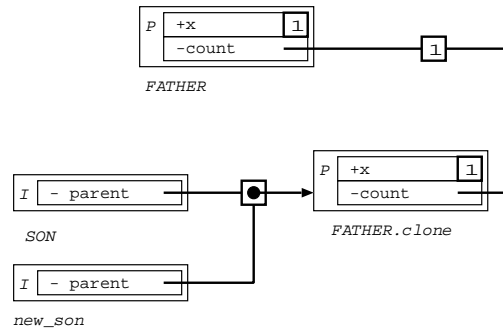 P +x 1
-count 1
FATHER
P +x 1
I - parent -count
SON FATHER.clone
I - parent
new_son